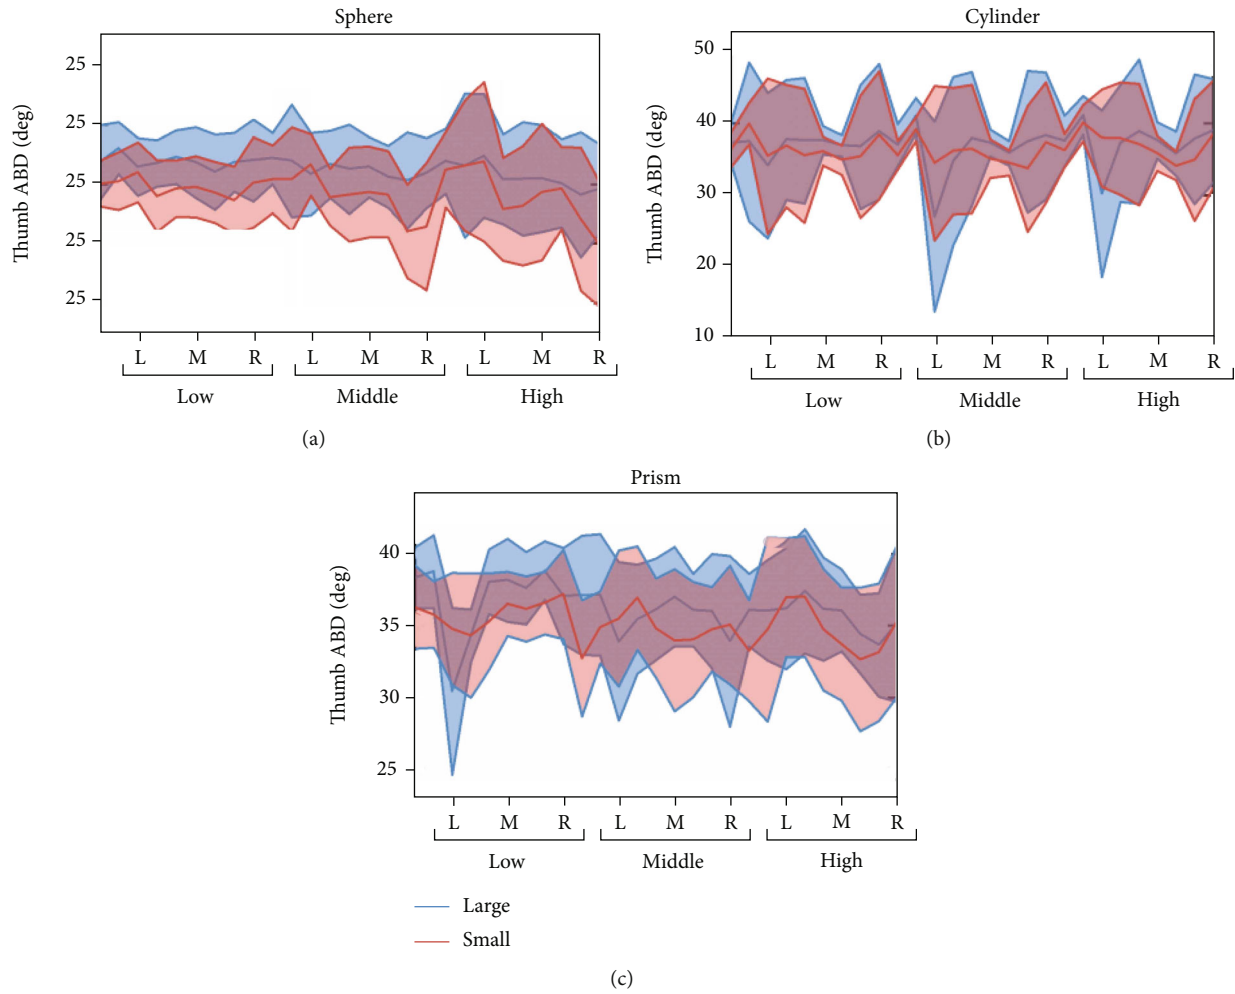 Sphere
Thumb ABD (deg)
25
25
25
25
25
L M R L M R L M R
Low Middle High
(a)
Cylinder
Thumb ABD (deg)
50
40
30
20
10
L M R L M R L M R
Low Middle High
(b)
Prism
Thumb ABD (deg)
40
35
30
25
L M R L M R L M R
Low Middle High
Large
Small
(c)